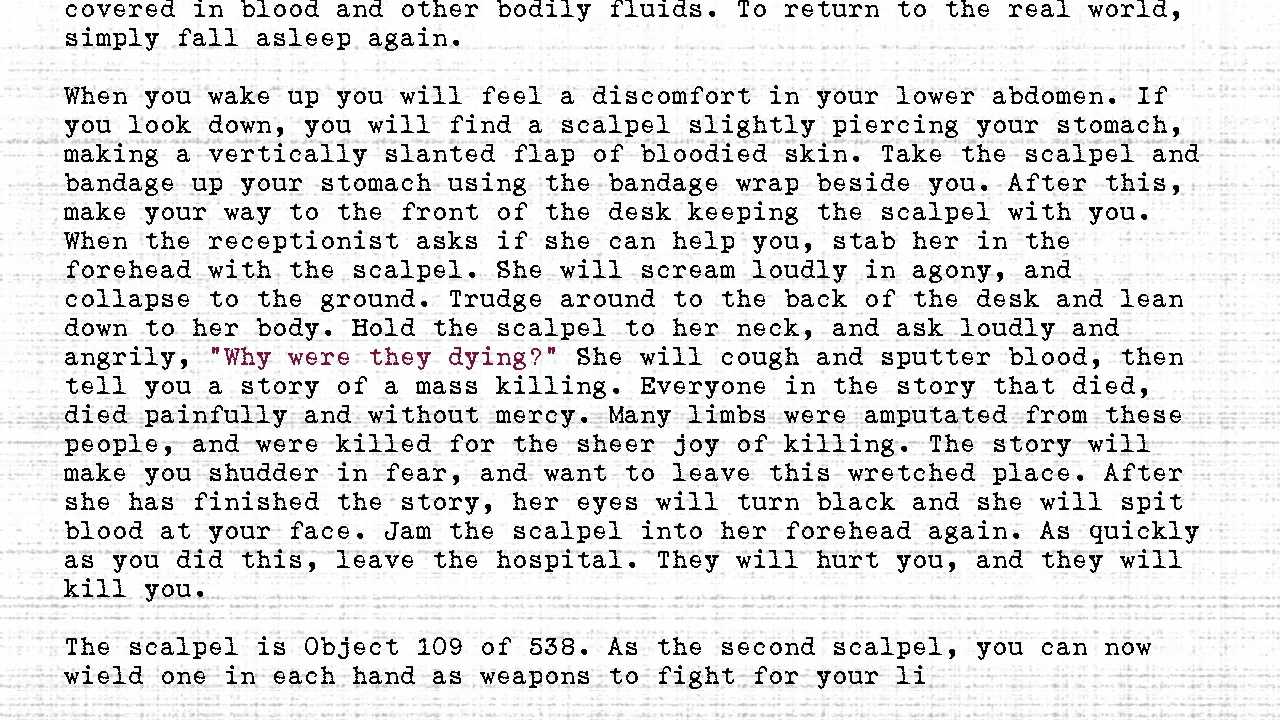 covered in blood and other bodily fluids. To return to the real world,
simply fall asleep again.
When you wake up you will feel a discomfort in your lower abdomen. If
you look down, you will find a scalpel slightly piercing your stomach,
making a vertically slanted flap of bloodied skin. Take the scalpel and
bandage up your stomach using the bandage wrap beside you. After this,
make your way to the front of the desk keeping the scalpel with you.
When the receptionist asks if she can help you, stab her in the
forehead with the scalpel. She will scream loudly in agony, and
collapse to the ground. Trudge around to the back of the desk and lean
down to her body. Hold the scalpel to her neck, and ask loudly and
angrily, "Why were they dying?" She will cough and sputter blood, then
tell you a story of a mass killing. Everyone in the story that died,
died painfully and without mercy. Many limbs were amputated from these
people, and were killed for the sheer joy of killing. The story will
make you shudder in fear, and want to leave this wretched place. After
she has finished the story, her eyes will turn black and she will spit
blood at your face. Jam the scalpel into her forehead again. As quickly
as you did this, leave the hospital. They will hurt you, and they will
kill you.
The scalpel is Object 109 of 538. As the second scalpel, you can now
wield one in each hand as weapons to fight for your li